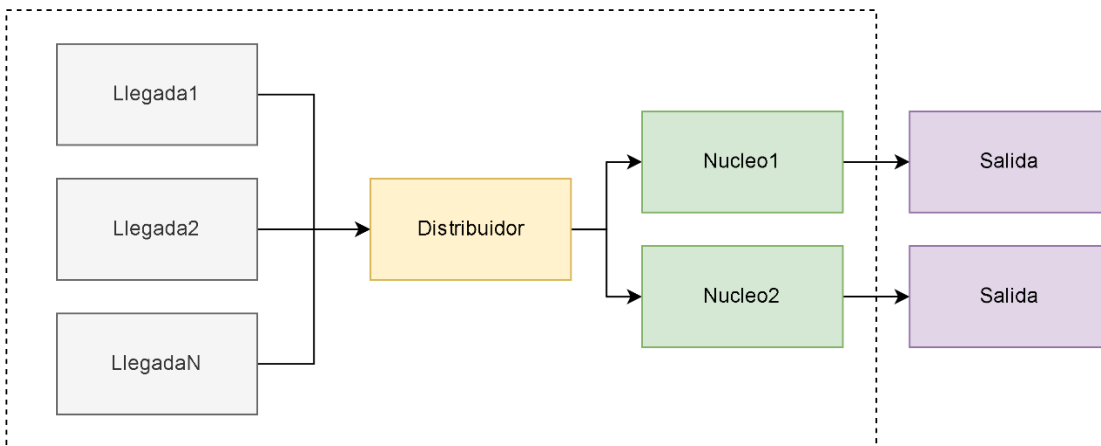 Llegada1
Llegada2
LlegadaN
Distribuidor
Nucleo1
Nucleo2
Salida
Salida